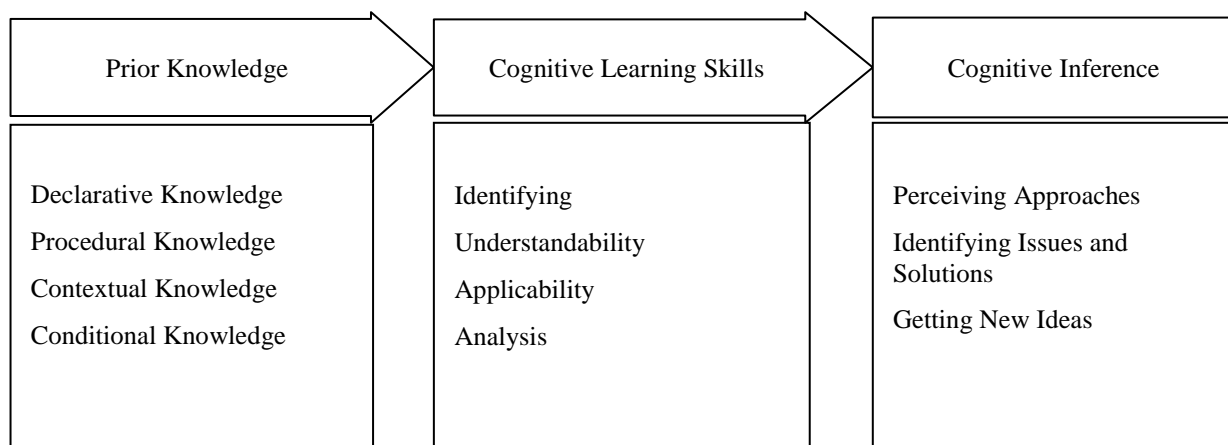 Prior Knowledge
Cognitive Learning Skills
Cognitive Inference
Declarative Knowledge
Procedural Knowledge
Contextual Knowledge
Conditional Knowledge
Identifying
Understandability
Applicability
Analysis
Perceiving Approaches
Identifying Issues and
Solutions
Getting New Ideas